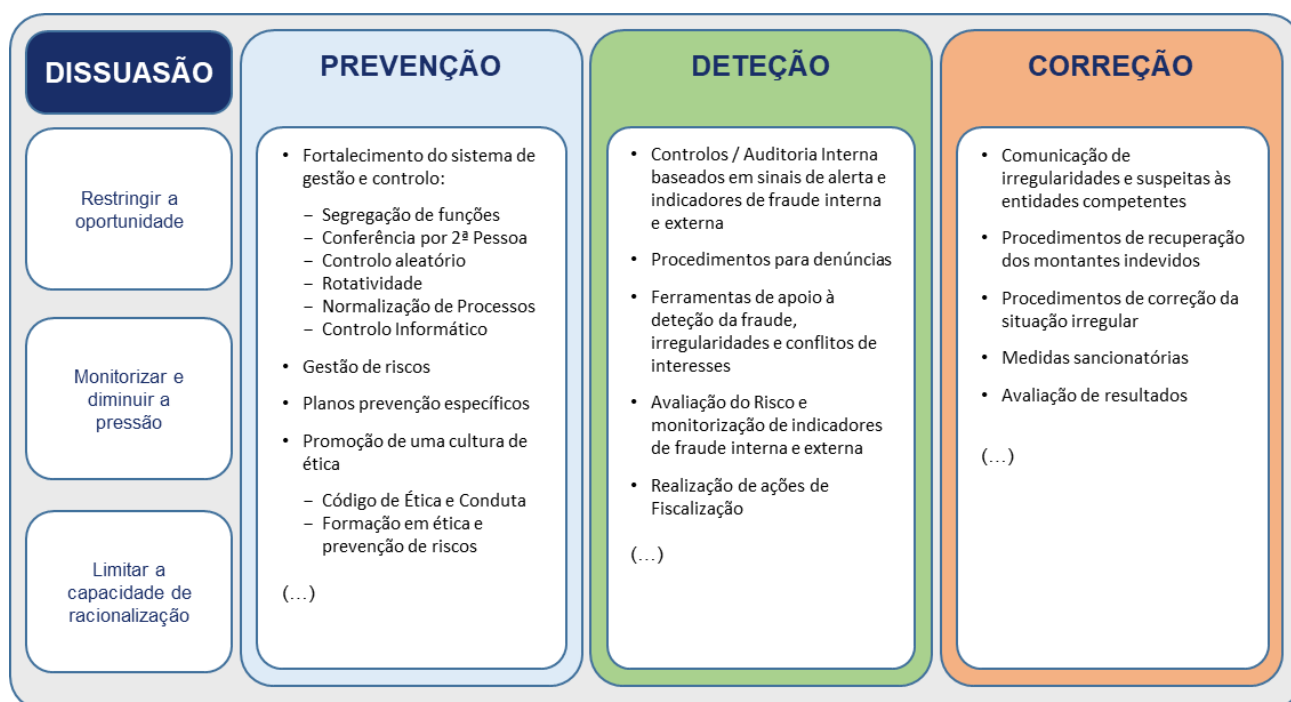 DISSUASÃO
Restringir a
oportunidade
Monitorizar e
diminuir a
pressão
Limitar a
capacidade de
racionalização
PREVENÇÃO
• Fortalecimento do sistema de
gestão e controlo:
– Segregação de funções
– Conferência por 2ª Pessoa
– Controlo aleatório
– Rotatividade
– Normalização de Processos
– Controlo Informático
• Gestão de riscos
• Planos prevenção específicos
• Promoção de uma cultura de
ética
– Código de Ética e Conduta
– Formação em ética e
prevenção de riscos
(...)
DETEÇÃO
• Controlos / Auditoria Interna
baseados em sinais de alerta e
indicadores de fraude interna
e externa
• Procedimentos para denúncias
• Ferramentas de apoio à
deteção da fraude,
irregularidades e conflitos de
interesses
• Avaliação do Risco e
monitorização de indicadores
de fraude interna e externa
• Realização de ações de
Fiscalização
(...)
CORREÇÃO
• Comunicação de
irregularidades e suspeitas às
entidades competentes
• Procedimentos de recuperação
dos montantes indevidos
• Procedimentos de correção da
situação irregular
• Medidas sancionatórias
• Avaliação de resultados
(...)